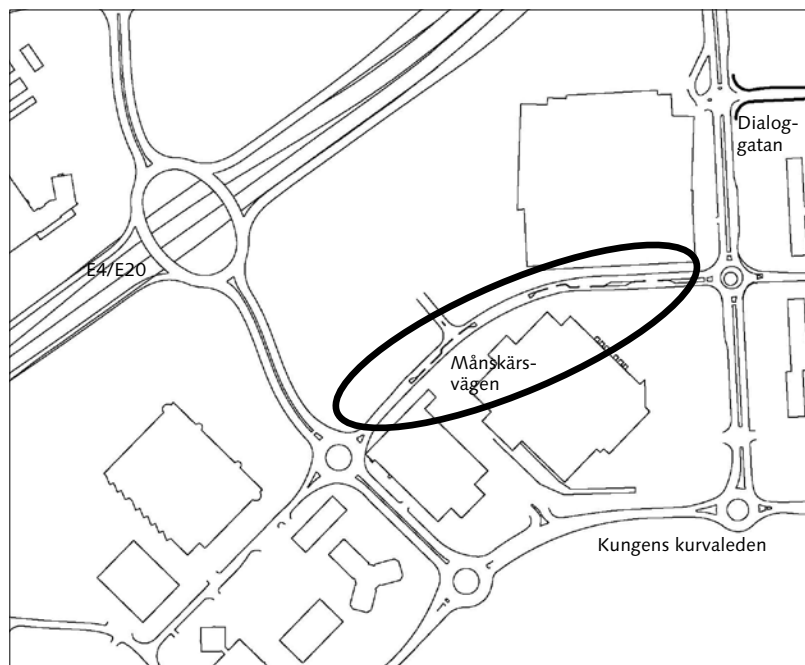 Dialog-
gatan
E4/E20
Månskärs-
vägen
Kungens kurvaleden